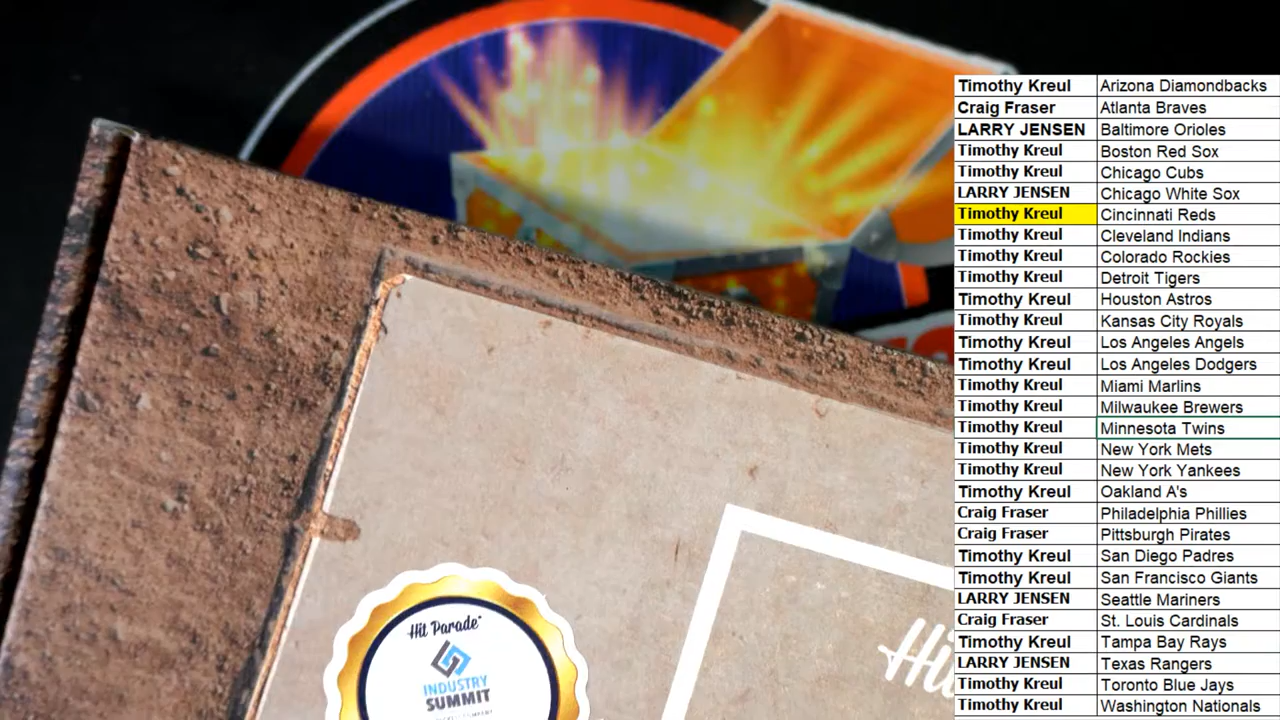 Timothy Kreul Arizona Diamondbacks
Craig Fraser Atlanta Braves
LARRY JENSEN Baltimore Orioles
Timothy Kreul Boston Red Sox
Timothy Kreul Chicago Cubs
LARRY JENSEN Chicago White Sox
Timothy Kreul Cincinnati Reds
Timothy Kreul Cleveland Indians
Timothy Kreul Colorado Rockies
Timothy Kreul Detroit Tigers
Timothy Kreul Houston Astros
Timothy Kreul Kansas City Royals
Timothy Kreul Los Angeles Angels
Timothy Kreul Los Angeles Dodgers
Timothy Kreul Miami Marlins
Timothy Kreul Milwaukee Brewers
Timothy Kreul Minnesota Twins
Timothy Kreul New York Mets
Timothy Kreul New York Yankees
Timothy Kreul Oakland A's
Craig Fraser Philadelphia Phillies
Craig Fraser Pittsburgh Pirates
Timothy Kreul San Diego Padres
Timothy Kreul San Francisco Giants
LARRY JENSEN Seattle Mariners
Craig Fraser St. Louis Cardinals
Timothy Kreul Tampa Bay Rays
LARRY JENSEN Texas Rangers
Timothy Kreul Toronto Blue Jays
Timothy Kreul Washington Nationals
Hit Parade
INDUSTRY
SUMMIT